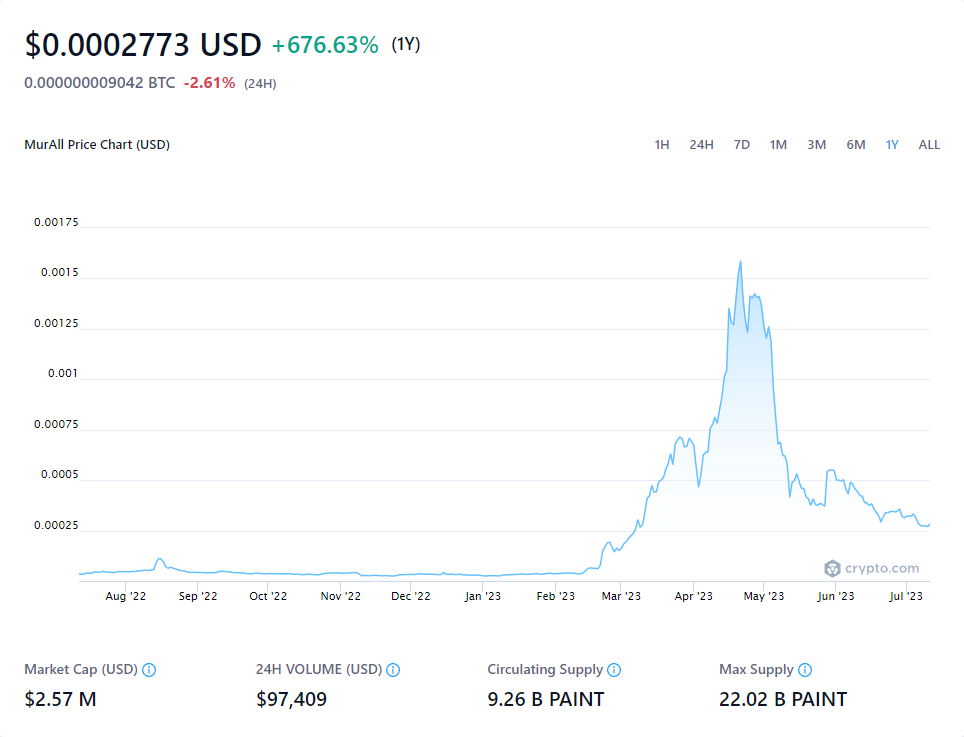 $0.0002773 USD +676.63% (1Y)
0.000000009042 BTC -2.61% (24H)
MurAll Price Chart (USD)
1H 24H 7D 1M 3M 6M 1Y ALL
0.00175
0.0015
0.00125
0.001
0.00075
0.0005
0.00025
crypto.com
Aug '22 Sep '22 Oct '22 Nov '22 Dec '22 Jan '23 Feb '23 Mar '23 Apr '23 May '23 Jun '23 Jul '23
Market Cap (USD) 24H VOLUME (USD) Circulating Supply Max Supply
$2.57 M $97,409 9.26 B PAINT 22.02 B PAINT